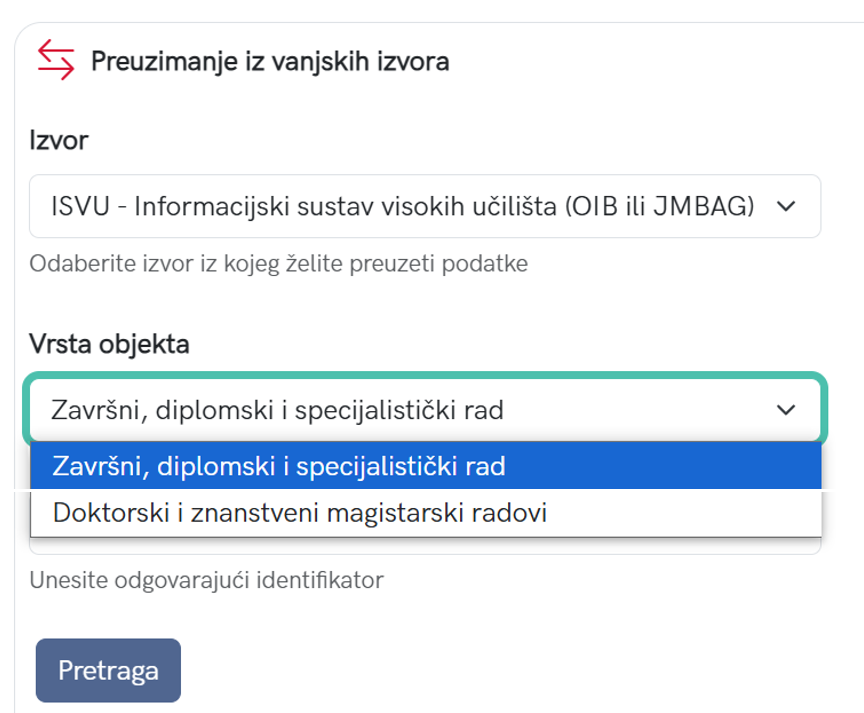 Preuzimanje iz vanjskih izvora
Izvor
ISVU - Informacijski sustav visokih učilišta (OIB ili JMBAG)
Odaberite izvor iz kojeg želite preuzeti podatke
Vrsta objekta
Završni, diplomski i specijalistički rad
Završni, diplomski i specijalistički rad
Doktorski i znanstveni magistarski radovi
Unesite odgovarajući identifikator
Pretraga